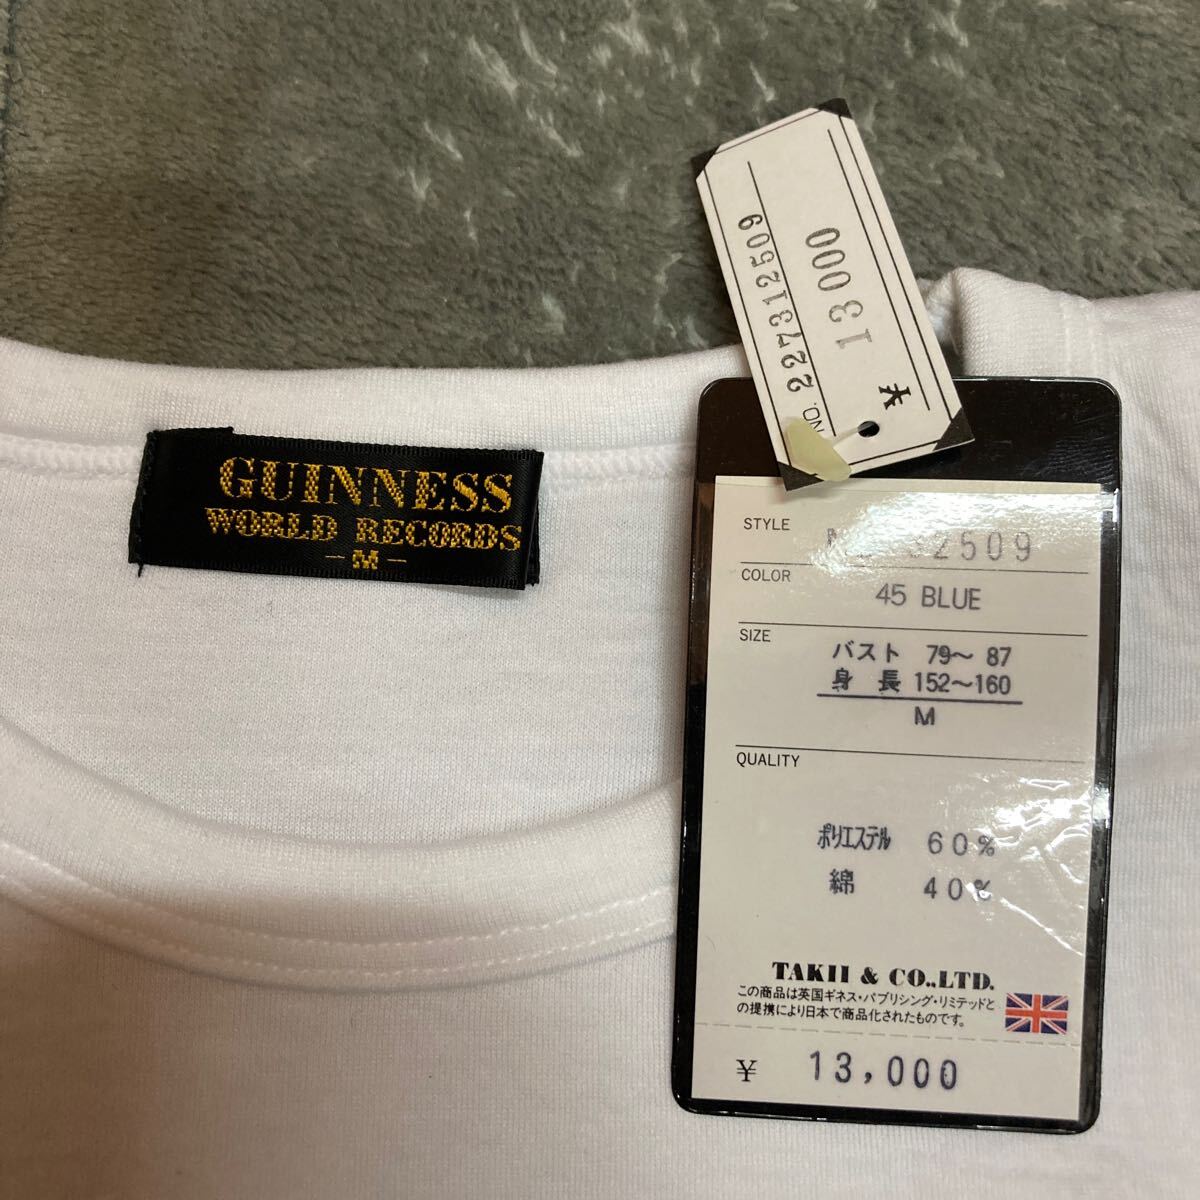 GUINNESS
WORLD RECORDS
- M -
NO. 227312509
¥ 13000
STYLE
32509
COLOR
45 BLUE
SIZE
バスト 79〜 87
身 長 152〜160
M
QUALITY
ポリエステル 60%
綿 40%
TAKII & CO.,LTD.
この商品は英国ギネス・パブリシング・リミテッドと
の提携により日本で商品化されたものです。
¥ 13,000